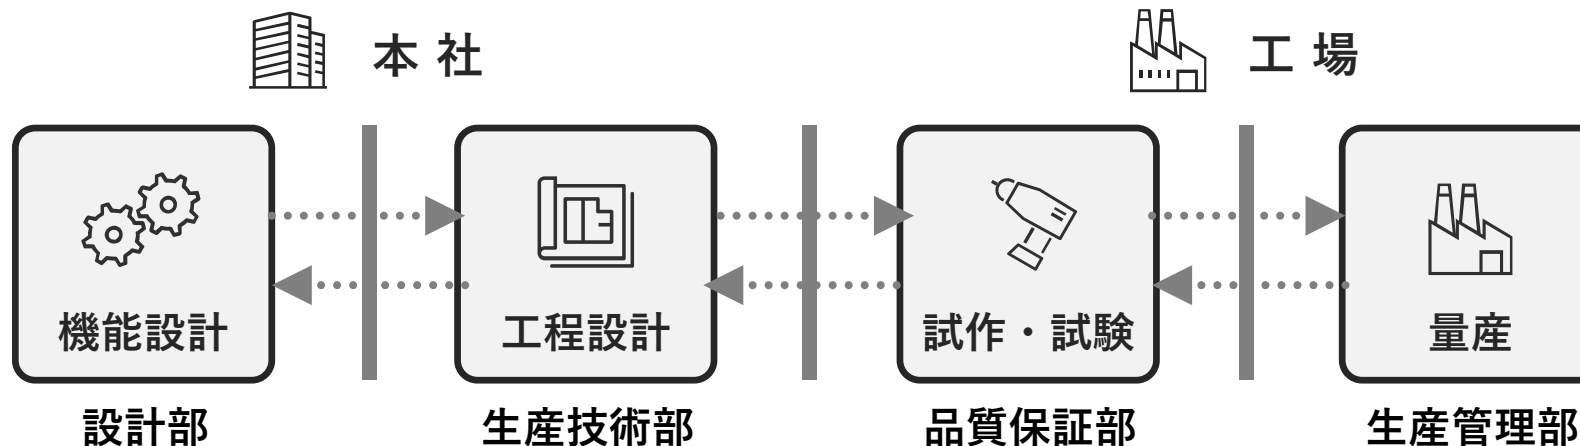 本社
工場
機能設計
工程設計
試作・試験
量産
設計部
生産技術部
品質保証部
生産管理部